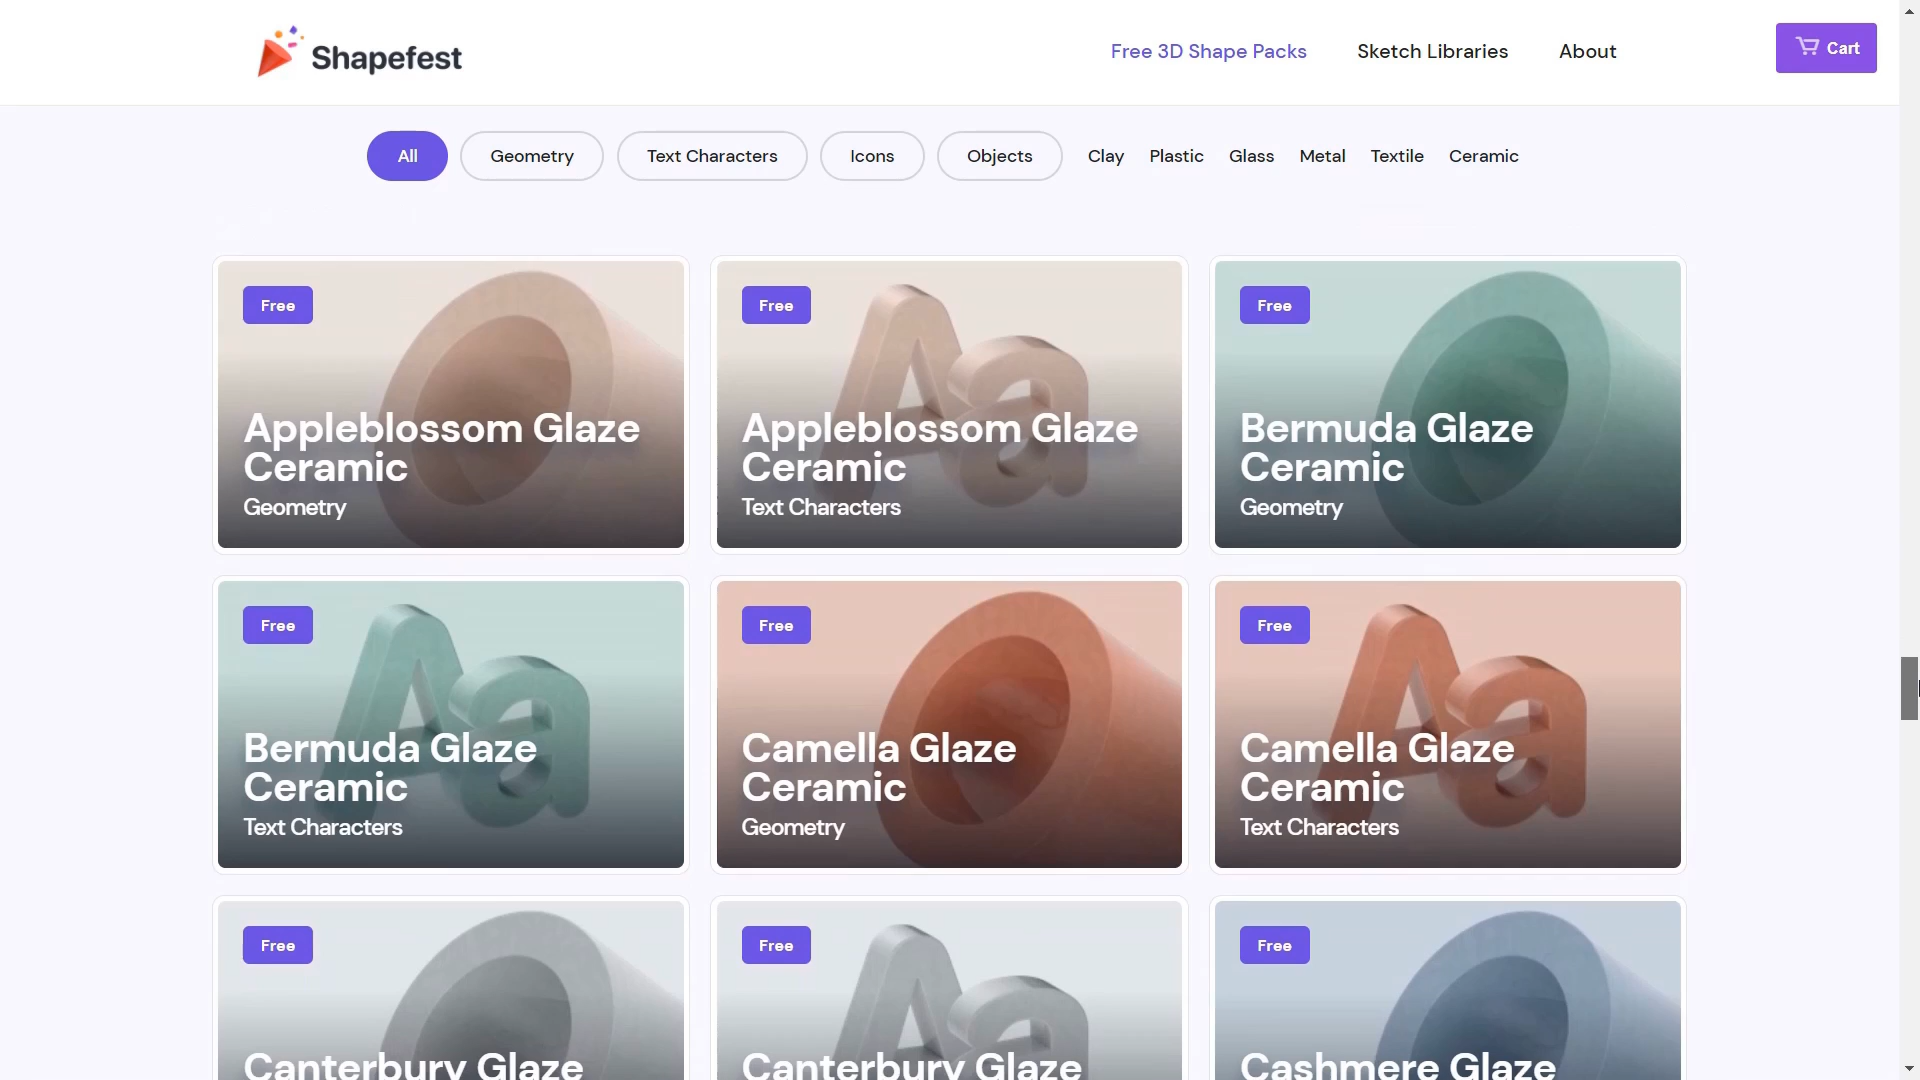 Shapefest
Free 3D Shape Packs
Sketch Libraries
About
Cart
All
Geometry
Text Characters
Icons
Objects
Clay
Plastic
Glass
Metal
Textile
Ceramic
Free
Aa
Appleblossom Glaze
Ceramic
Geometry
Free
Appleblossom Glaze
Ceramic
Text Characters
Free
Bermuda Glaze
Ceramic
Geometry
Free
Aa
Bermuda Glaze
Ceramic
Text Characters
Free
Camella Glaze
Ceramic
Geometry
Free
Aa
Camella Glaze
Ceramic
Text Characters
Free
Canterbury Glaze
Free
Canterbury Glaze
Free
Cashmere Glaze